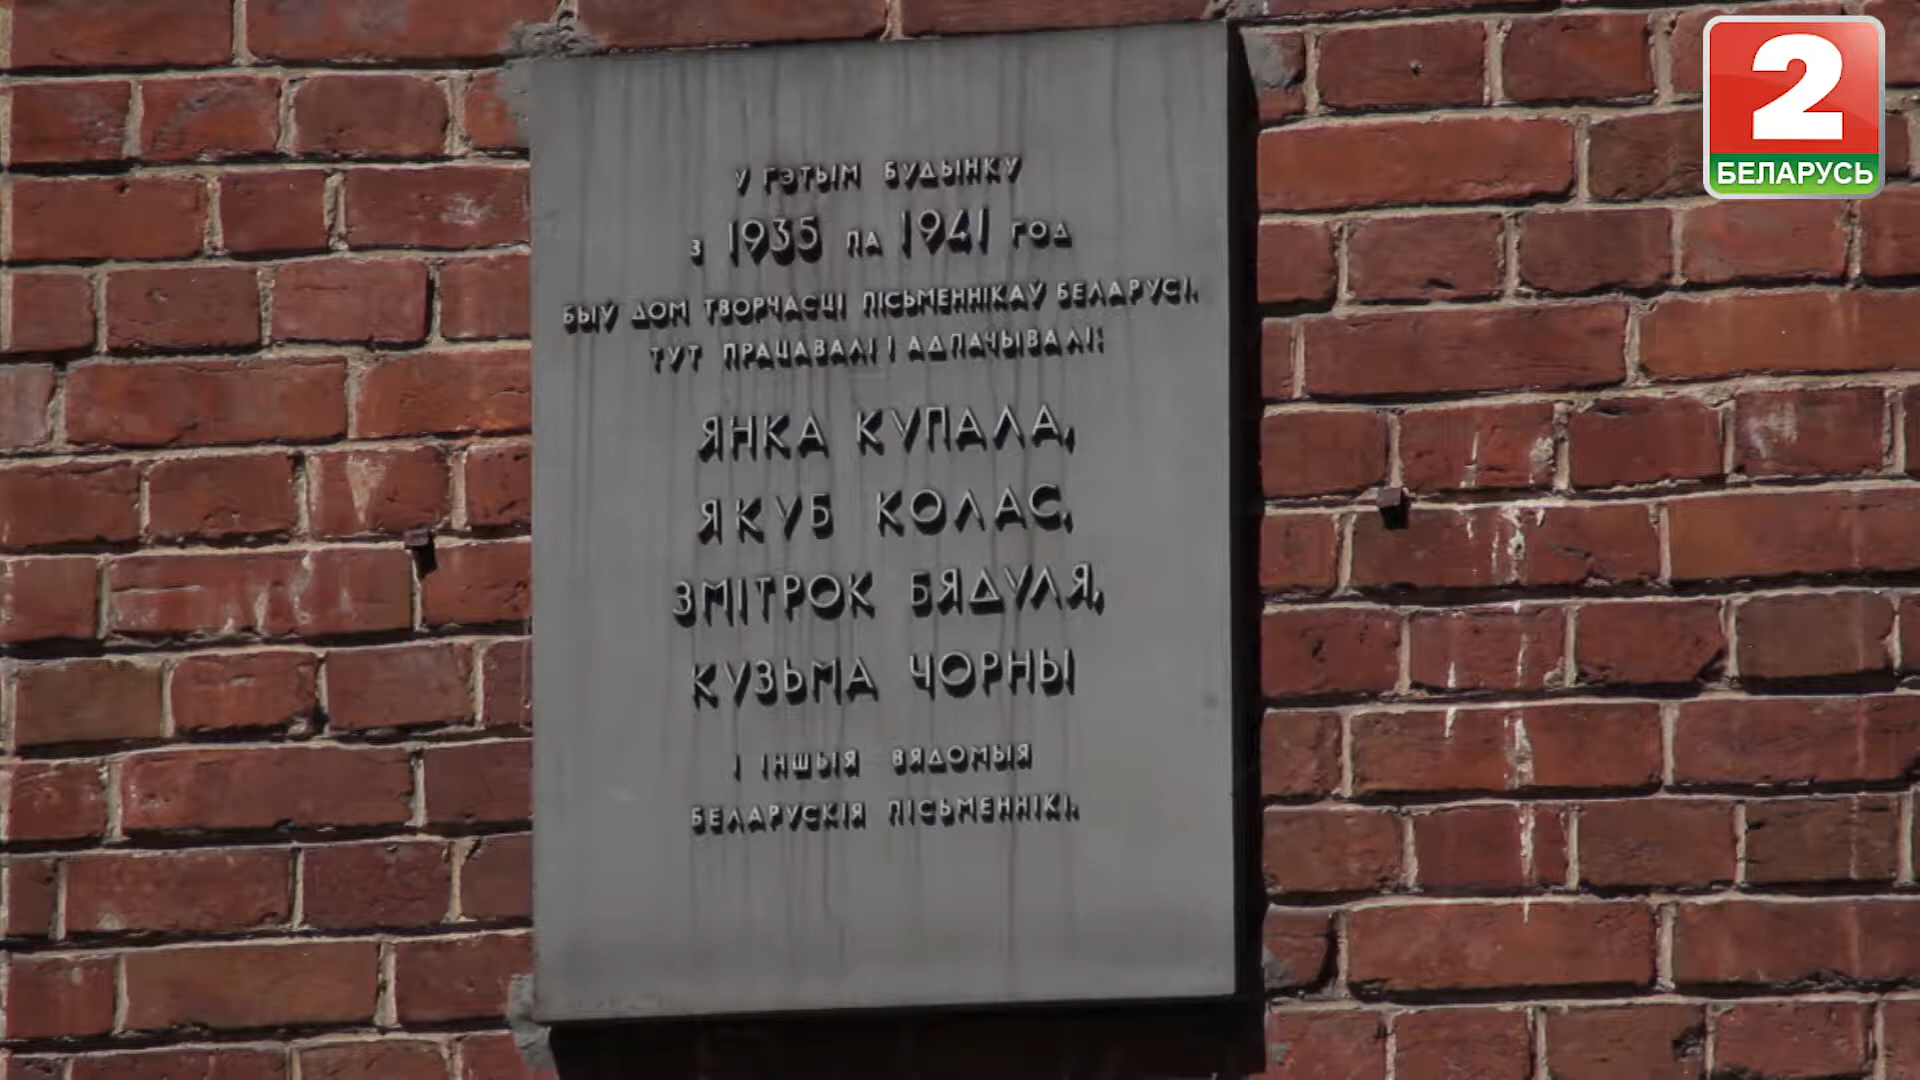 У ГЭТЫМ БУДЫНКУ
З 1935 ПА 1941 ГОД
БЫЎ ДОМ ТВОРЧАСЦІ ПІСЬМЕННІКАЎ БЕЛАРУСІ.
ТУТ ПРАЦАВАЛІ І АДПАЧЫВАЛІ:
ЯНКА КУПАЛА,
ЯКУБ КОЛАС,
ЗМІТРОК БЯДУЛЯ,
КУЗЬМА ЧОРНЫ
І ІНШЫЯ ВЯДОМЫЯ
БЕЛАРУСКІЯ ПІСЬМЕННІКІ.
2
БЕЛАРУСЬ